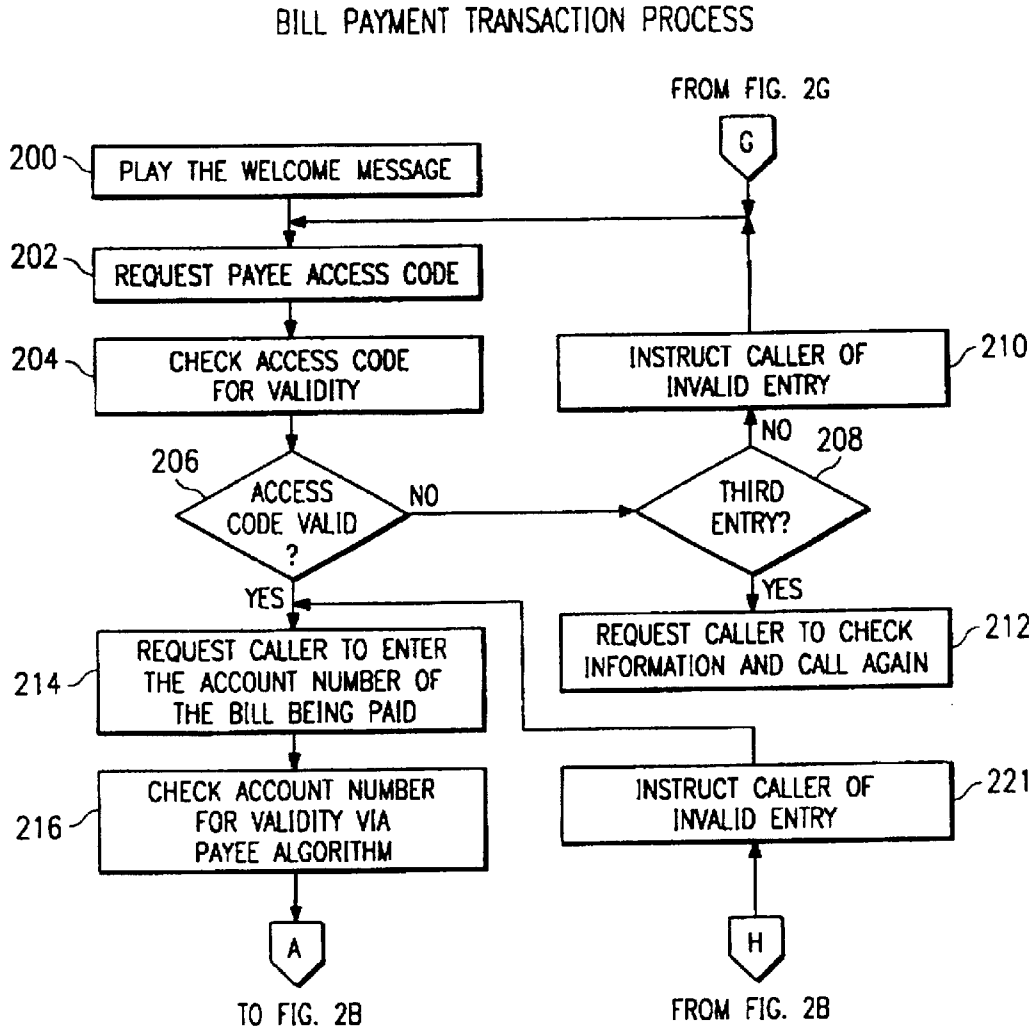 BILL PAYMENT TRANSACTION PROCESS
FROM FIG. 2G
G
200
PLAY THE WELCOME MESSAGE
202
REQUEST PAYEE ACCESS CODE
204
CHECK ACCESS CODE
FOR VALIDITY
INSTRUCT CALLER OF
INVALID ENTRY
210
NO
206
ACCESS
CODE VALID
?
NO
208
THIRD
ENTRY?
YES
YES
214
REQUEST CALLER TO ENTER
THE ACCOUNT NUMBER OF
THE BILL BEING PAID
REQUEST CALLER TO CHECK
INFORMATION AND CALL AGAIN
212
216
CHECK ACCOUNT NUMBER
FOR VALIDITY VIA
PAYEE ALGORITHM
INSTRUCT CALLER OF
INVALID ENTRY
221
A
TO FIG. 2B
H
FROM FIG. 2B